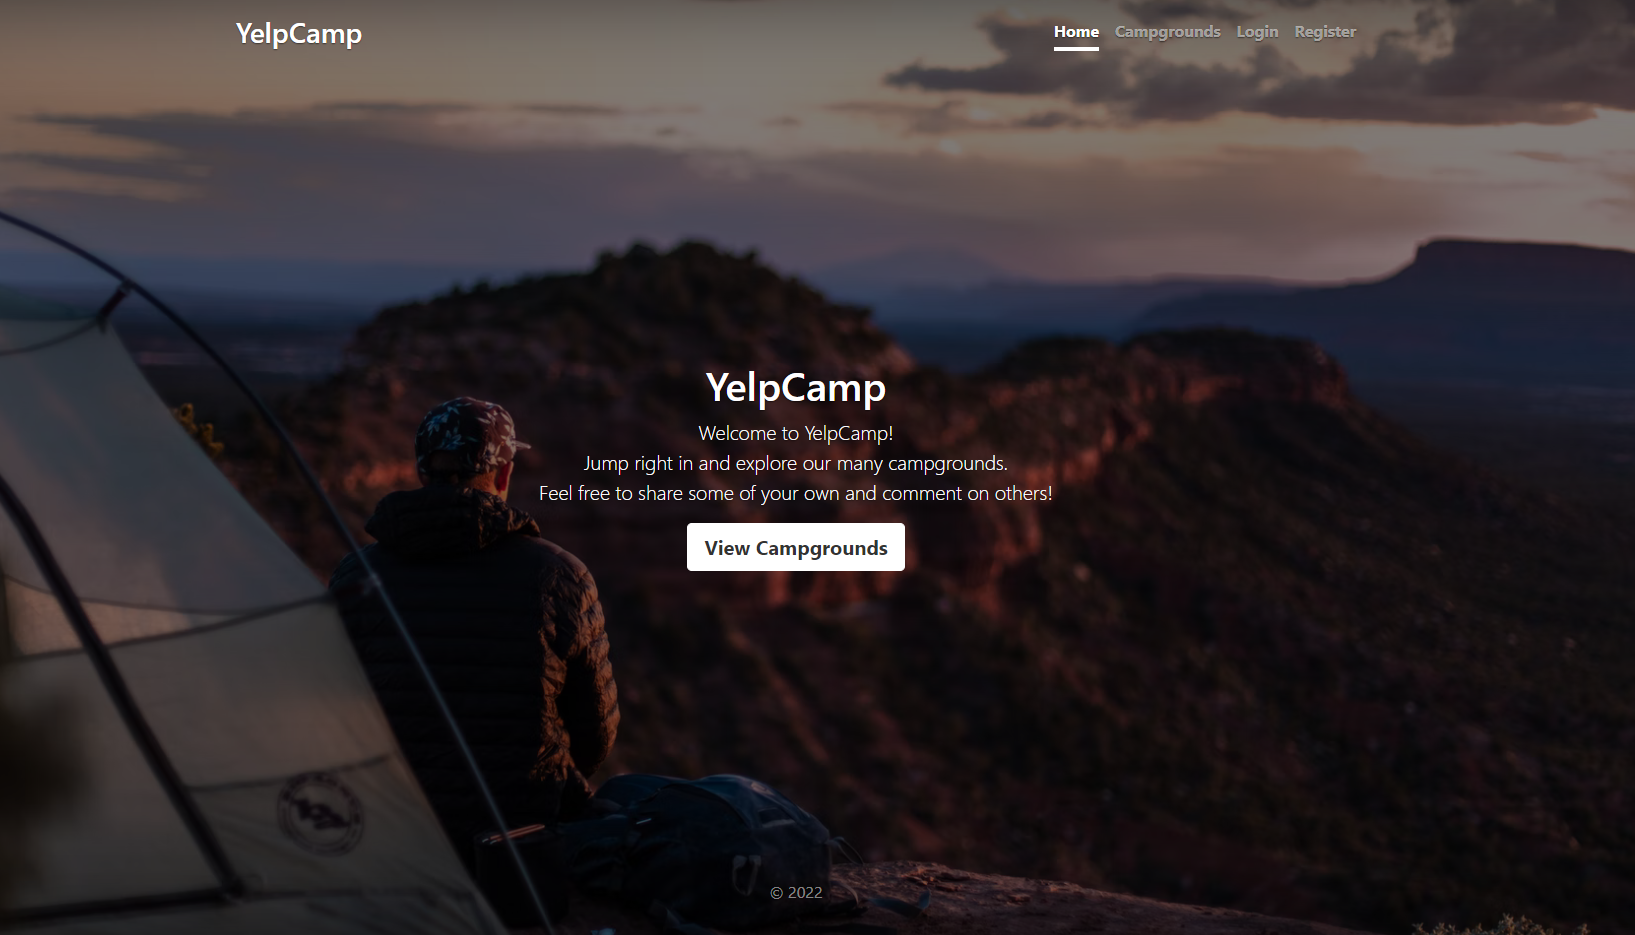 YelpCamp
Home Campgrounds Login Register
YelpCamp
Welcome to YelpCamp!
Jump right in and explore our many campgrounds.
Feel free to share some of your own and comment on others!
View Campgrounds
© 2022